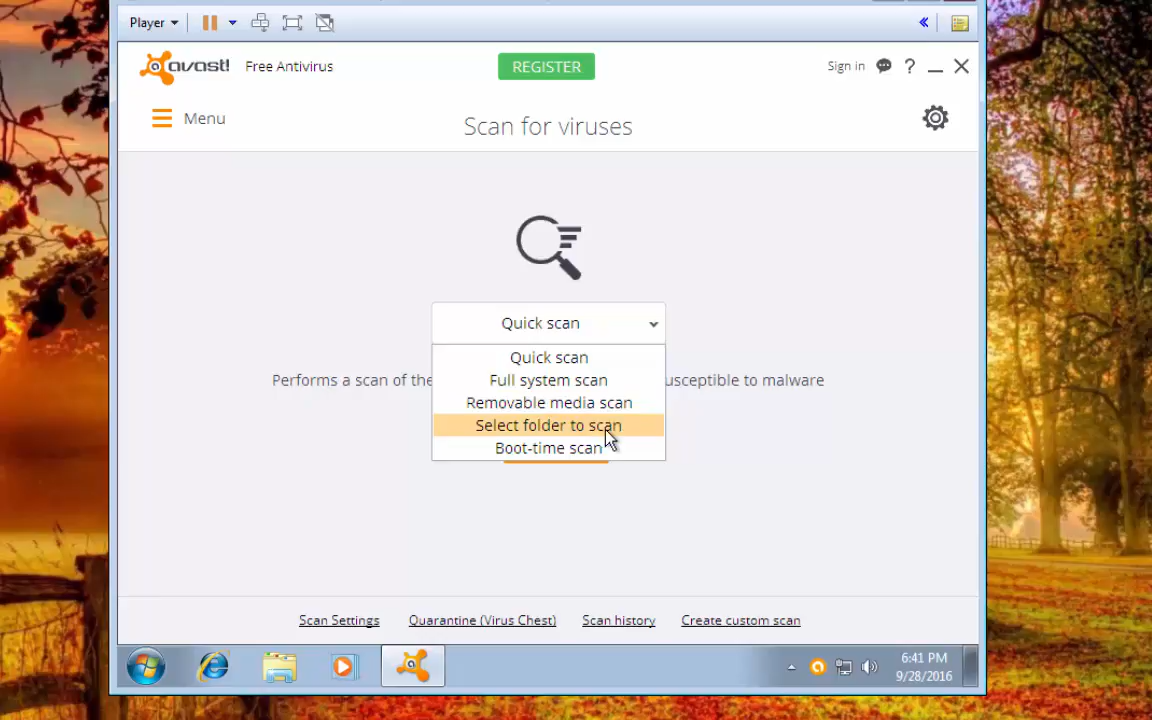 Player
avast! Free Antivirus
REGISTER
Sign in
?
Menu
Scan for viruses
Quick scan
Quick scan
Performs a scan of the
Full system scan
usceptible to malware
Removable media scan
Select folder to scan
Boot-time scan
Scan Settings
Quarantine (Virus Chest)
Scan history
Create custom scan
6:41 PM
9/28/2016